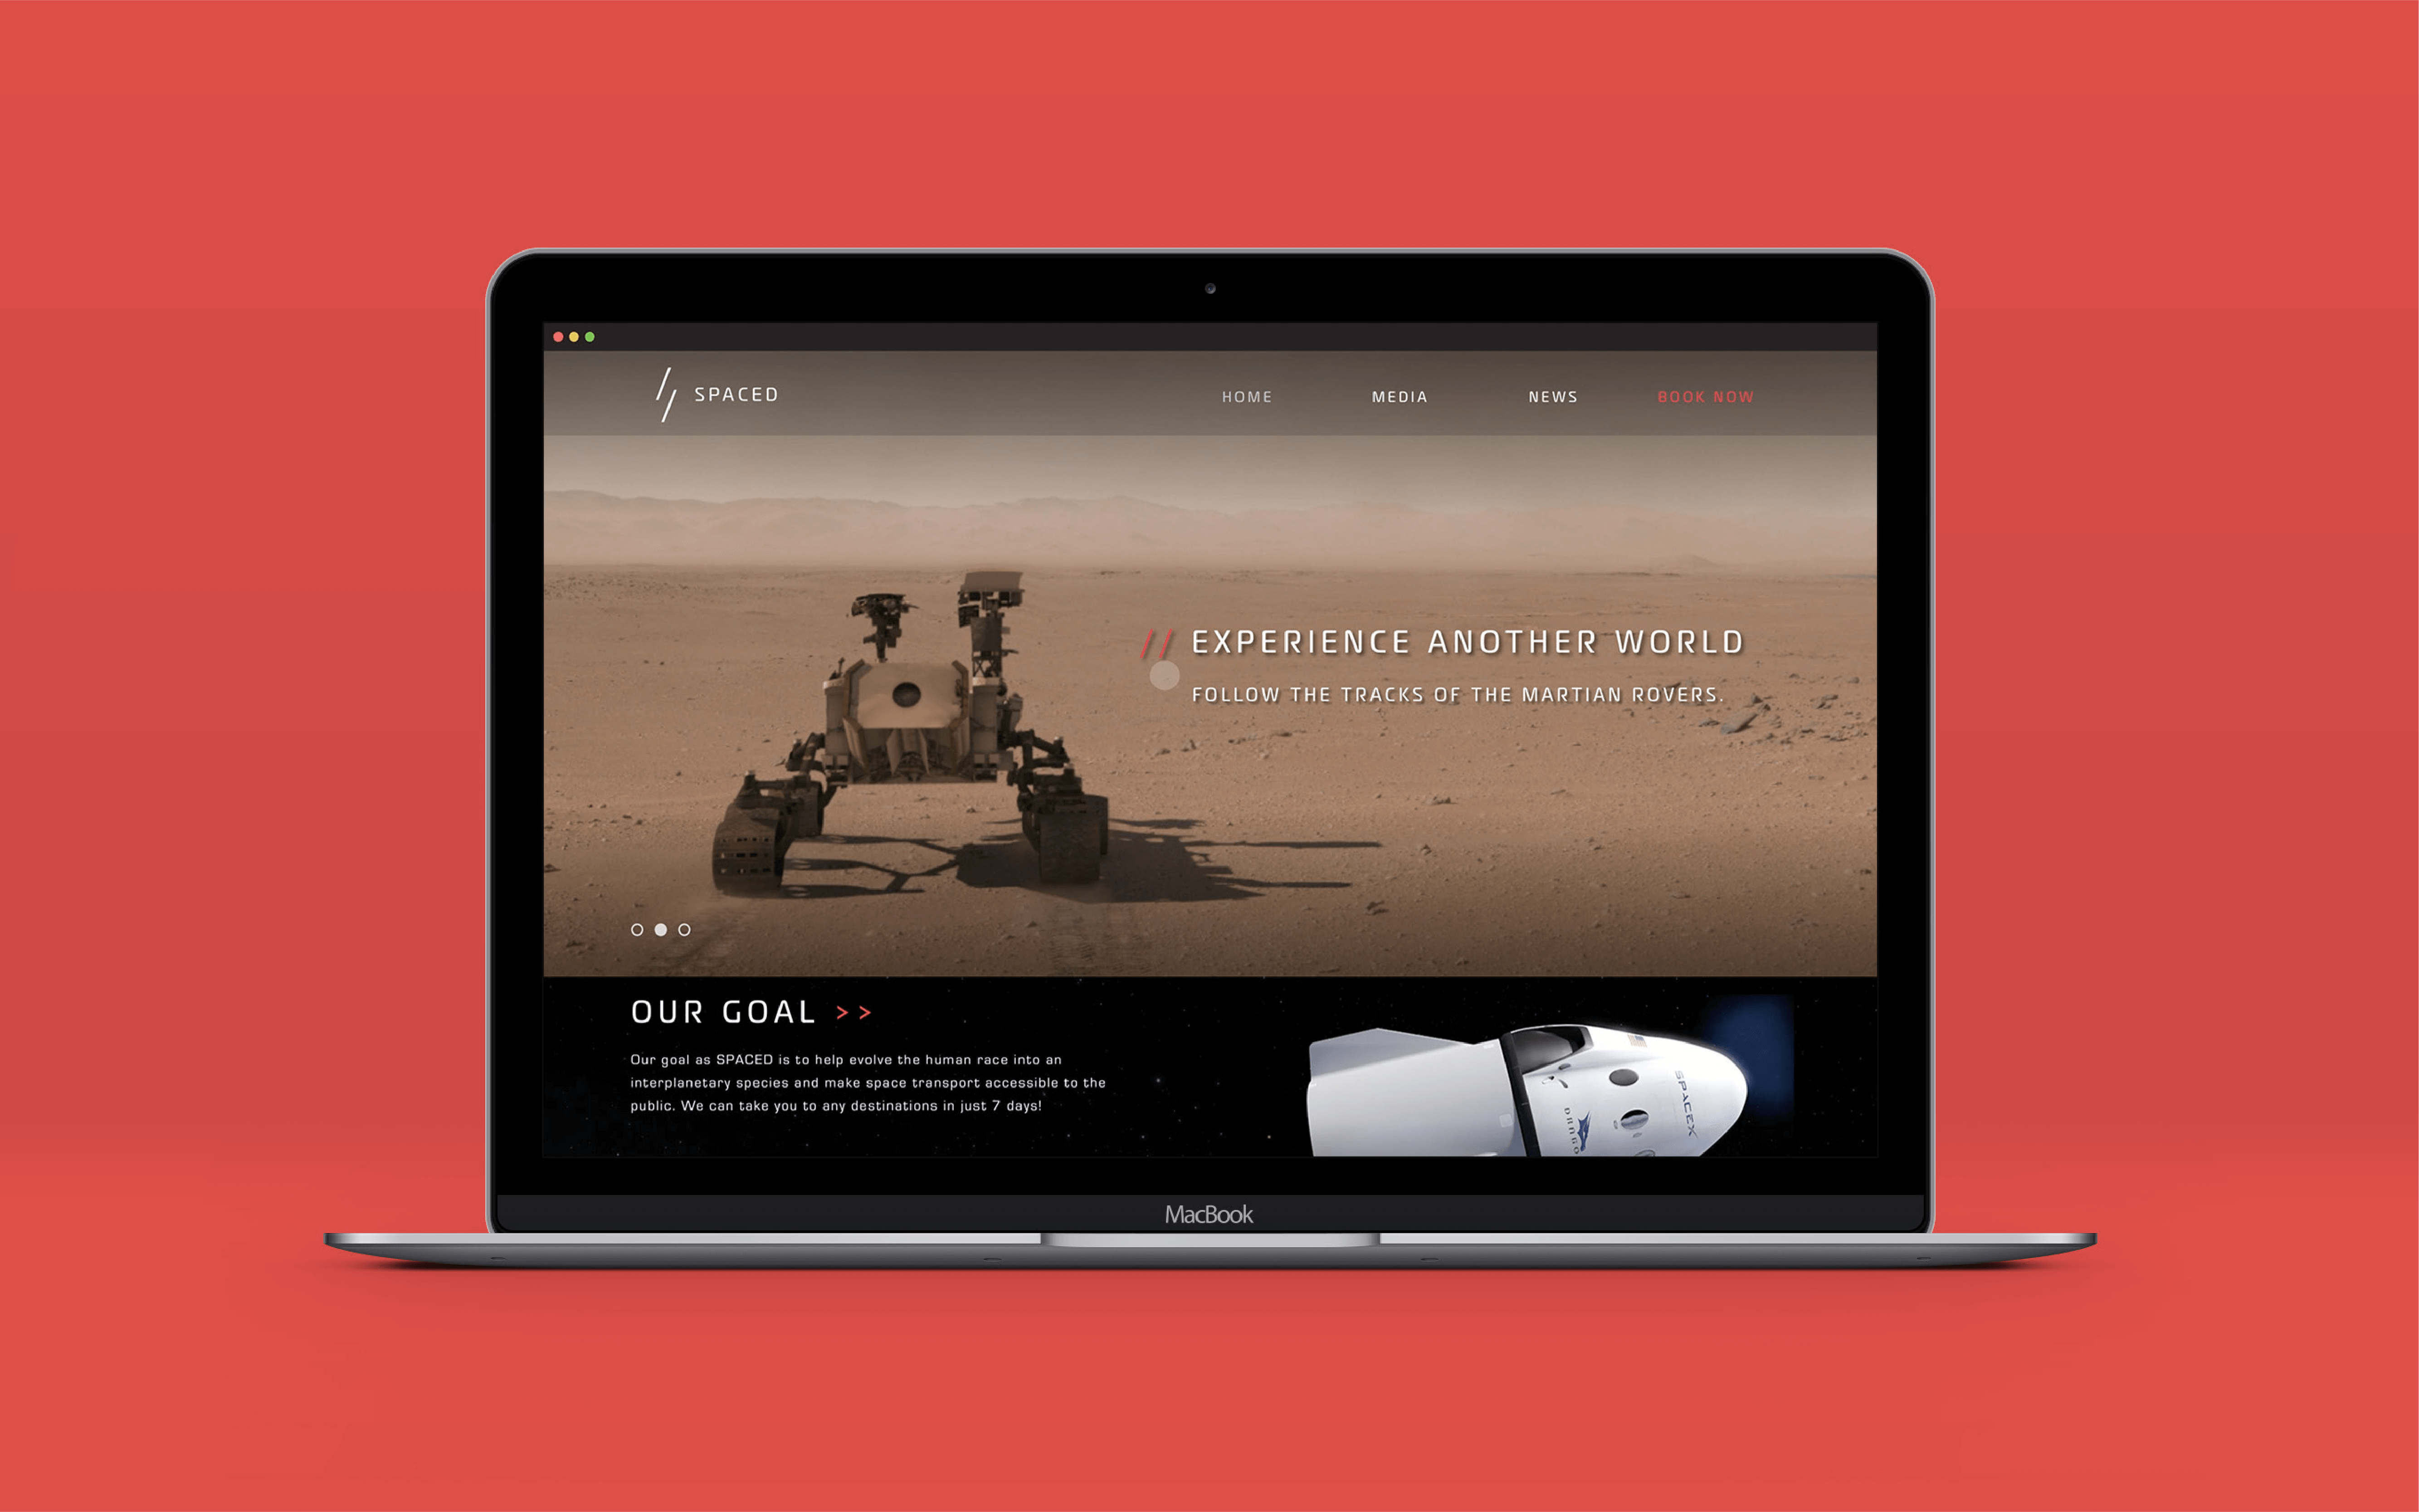 SPACED
HOME MEDIA NEWS BOOK NOW
// EXPERIENCE ANOTHER WORLD
FOLLOW THE TRACKS OF THE MARTIAN ROVERS.
OUR GOAL >>
Our goal as SPACED is to help evolve the human race into an
interplanetary species and make space transport accessible to the
public. We can take you to any destinations in just 7 days!
SPACEX
MacBook